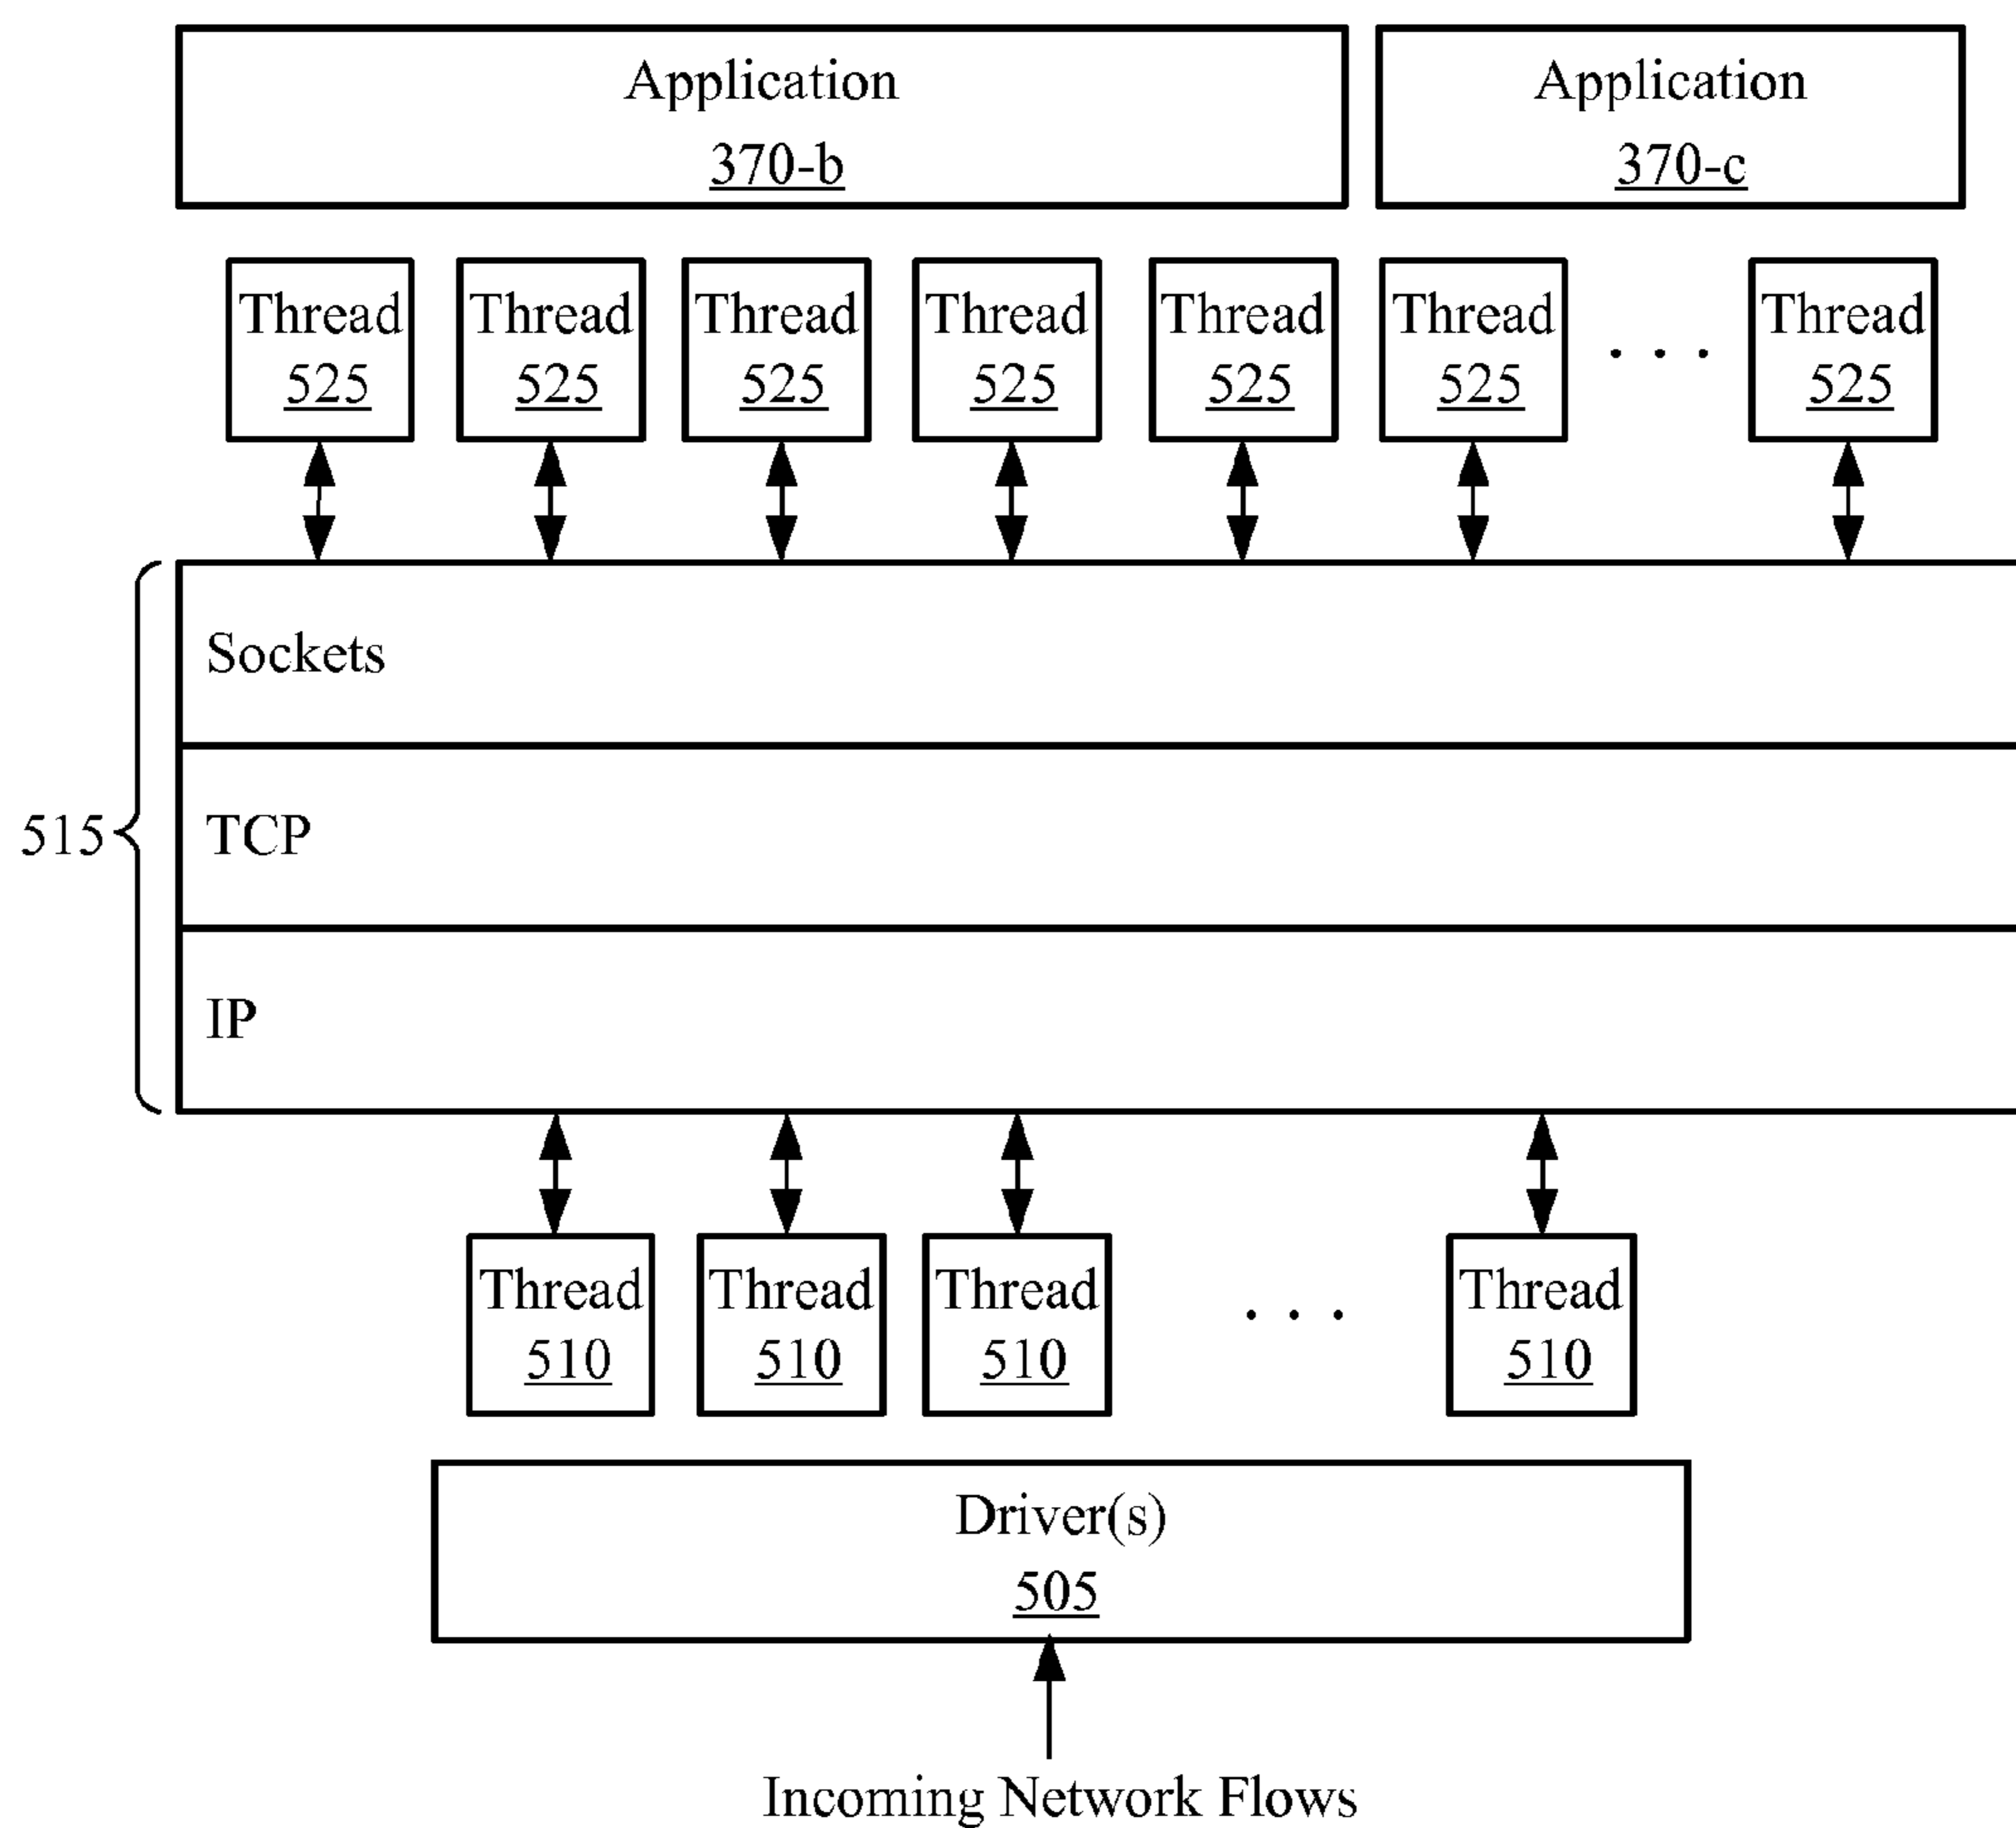 Application
370-b
Application
370-c
Thread
525
Thread
525
Thread
525
Thread
525
Thread
525
Thread
525
. . .
Thread
525
515
Sockets
TCP
IP
Thread
510
Thread
510
Thread
510
. . .
Thread
510
Driver(s)
505
Incoming Network Flows